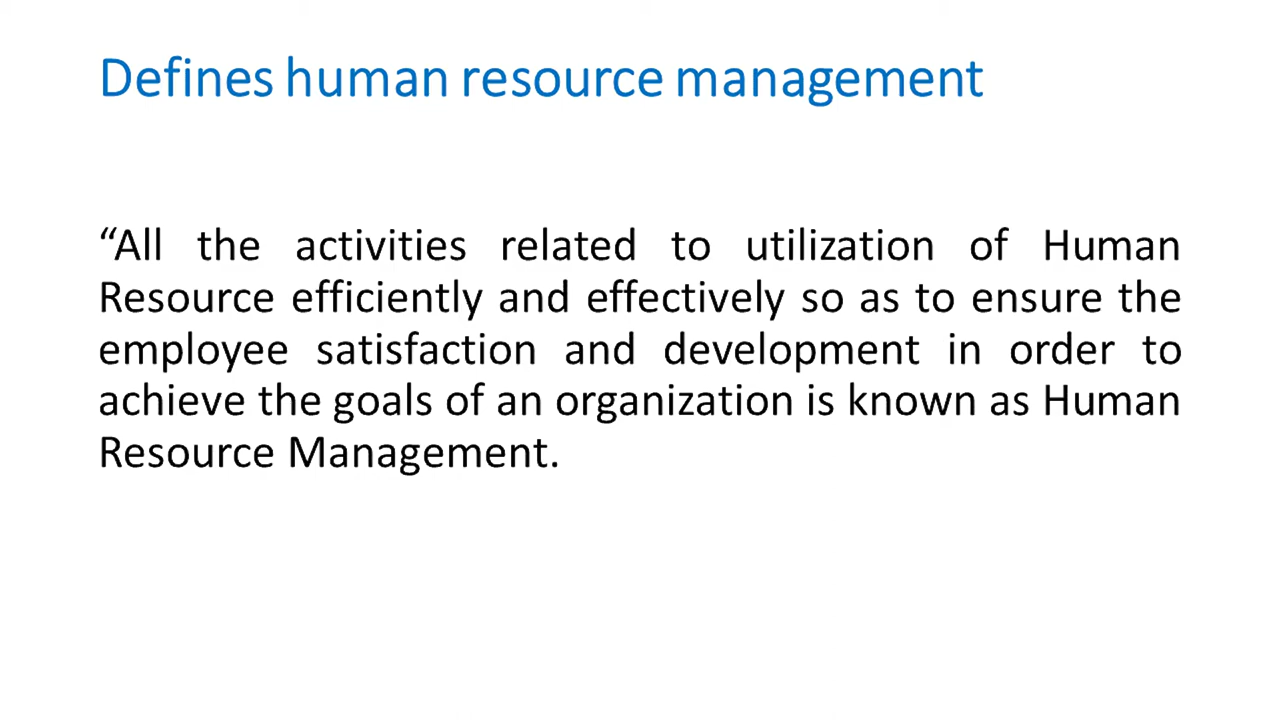 Defines human resource management
“All the activities related to utilization of Human
Resource efficiently and effectively so as to ensure the
employee satisfaction and development in order to
achieve the goals of an organization is known as Human
Resource Management.